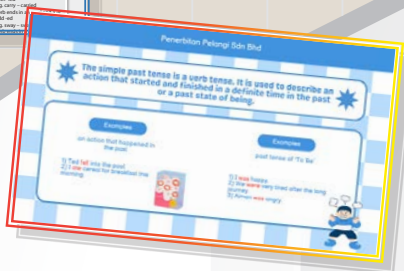 g. carry – carried
Penerbitan Pelangi Sdn Bhd
The simple past tense is a verb tense. It is used to describe an
action that started and finished in a definite time in the past
or a past state of being.
Examples
an action that happened in
the past
1) Ted fell into the pool.
2) I ate cereal for breakfast this
morning.
Examples
past tense of 'To Be'
1) I was
2) We were very tired after the long
journey.
3) Aiman was angry.